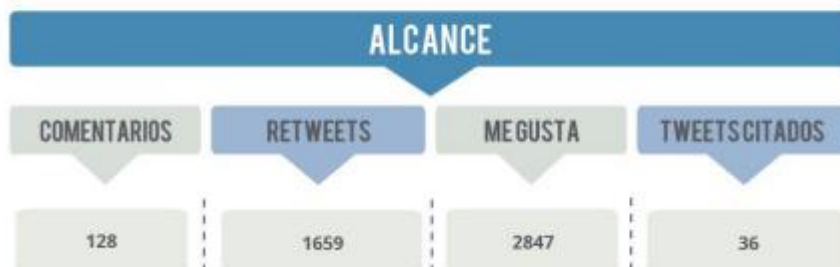 ALCANCE
COMENTARIOS RETWEETS ME GUSTA TWEETS CITADOS
128 1659 2847 36